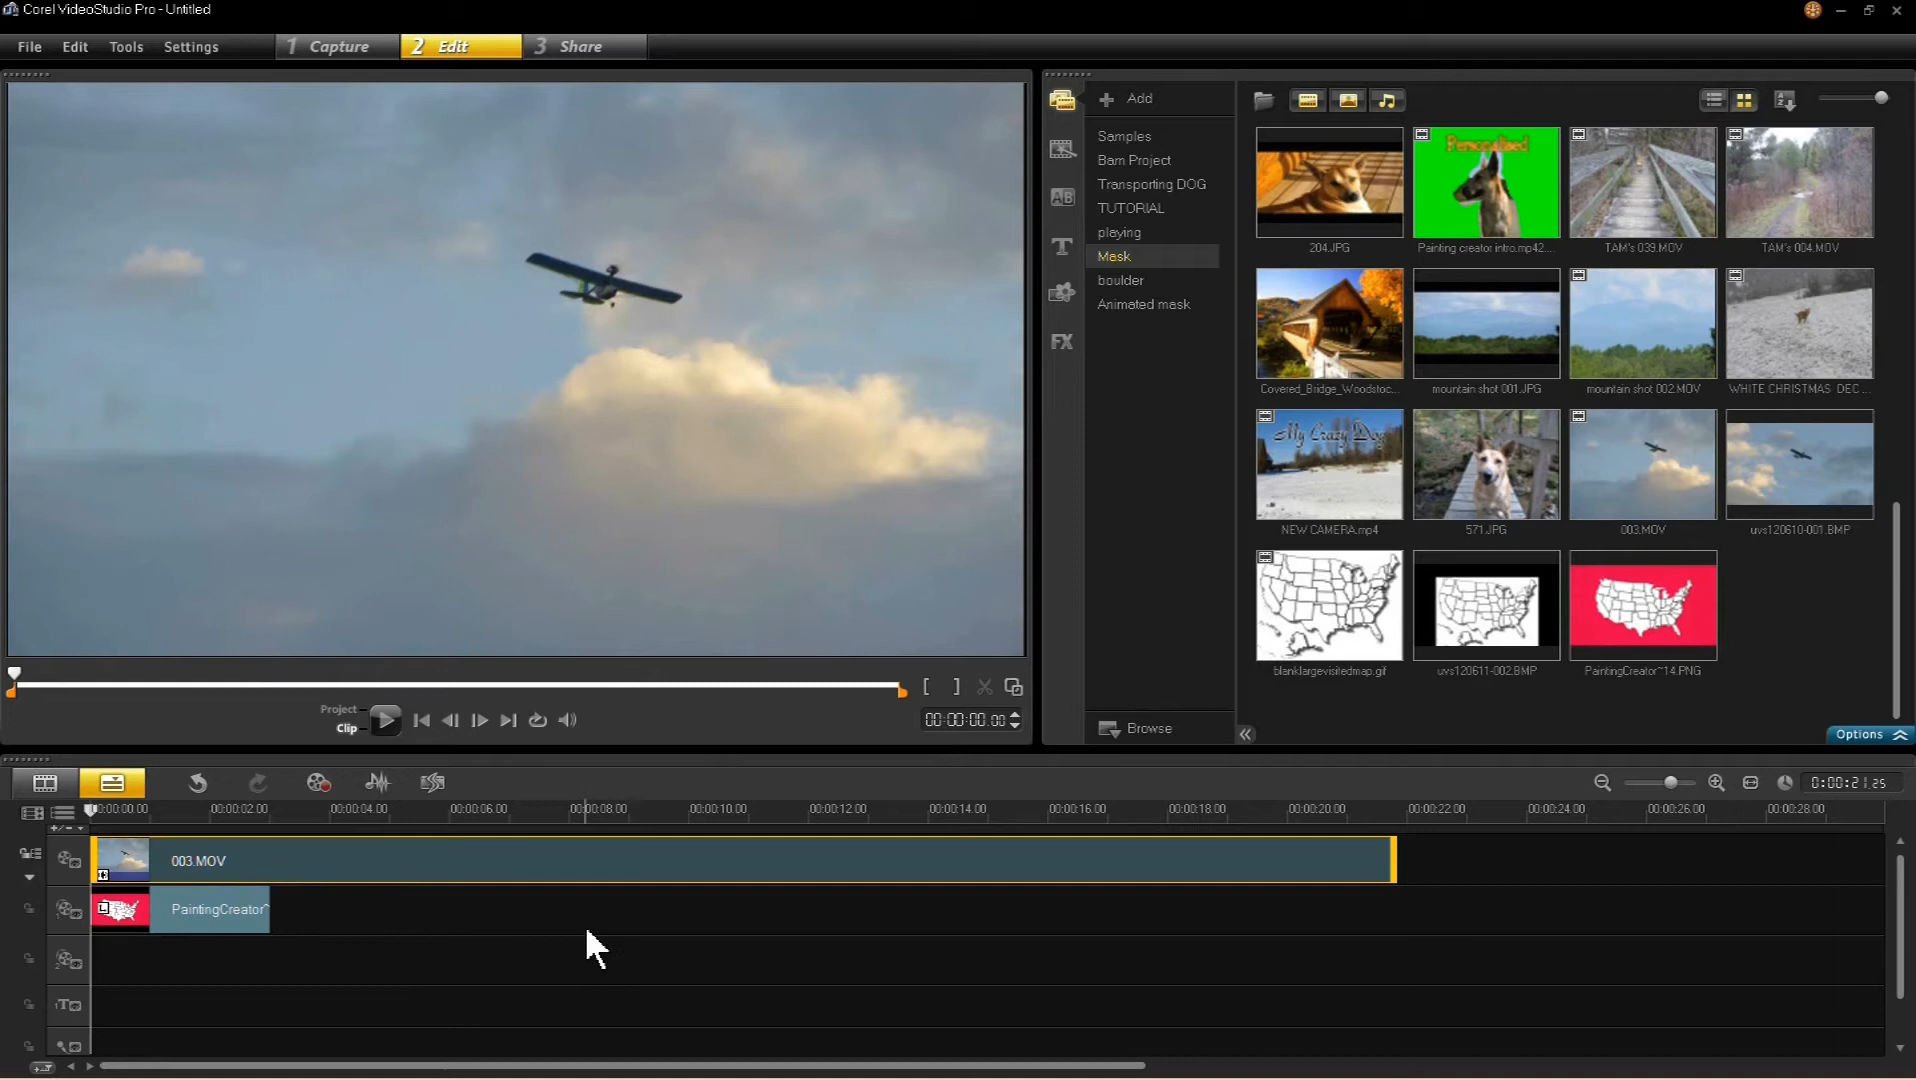 Corel VideoStudio Pro - Untitled
File Edit Tools Settings 1 Capture 2 Edit 3 Share
Add
Samples
Bam Project
Transporting DOG
TUTORIAL
playing
Mask
boulder
Animated mask
Browse
AB
T
FX
Personalised
204.JPG Painting creator intro.mp42... TAM's 039.MOV TAM's 004.MOV
Covered_Bridge_Woodstoc... mountain shot 001.JPG mountain shot 002.MOV WHITE CHRISTMAS DEC ...
My Crazy Dog
NEW CAMERA.mp4 571.JPG 003.MOV uvs120610-001.BMP
blanklargevisitedmap.gif uvs120611-002.BMP PaintingCreator~14.PNG
Options
Project
Clip
00:00:00.00
0:00:21.25
00:00:00.00 00:00:02.00 00:00:04.00 00:00:06.00 00:00:08.00 00:00:10.00 00:00:12.00 00:00:14.00 00:00:16.00 00:00:18.00 00:00:20.00 00:00:22.00 00:00:24.00 00:00:26.00 00:00:28.00
003.MOV
PaintingCreator~